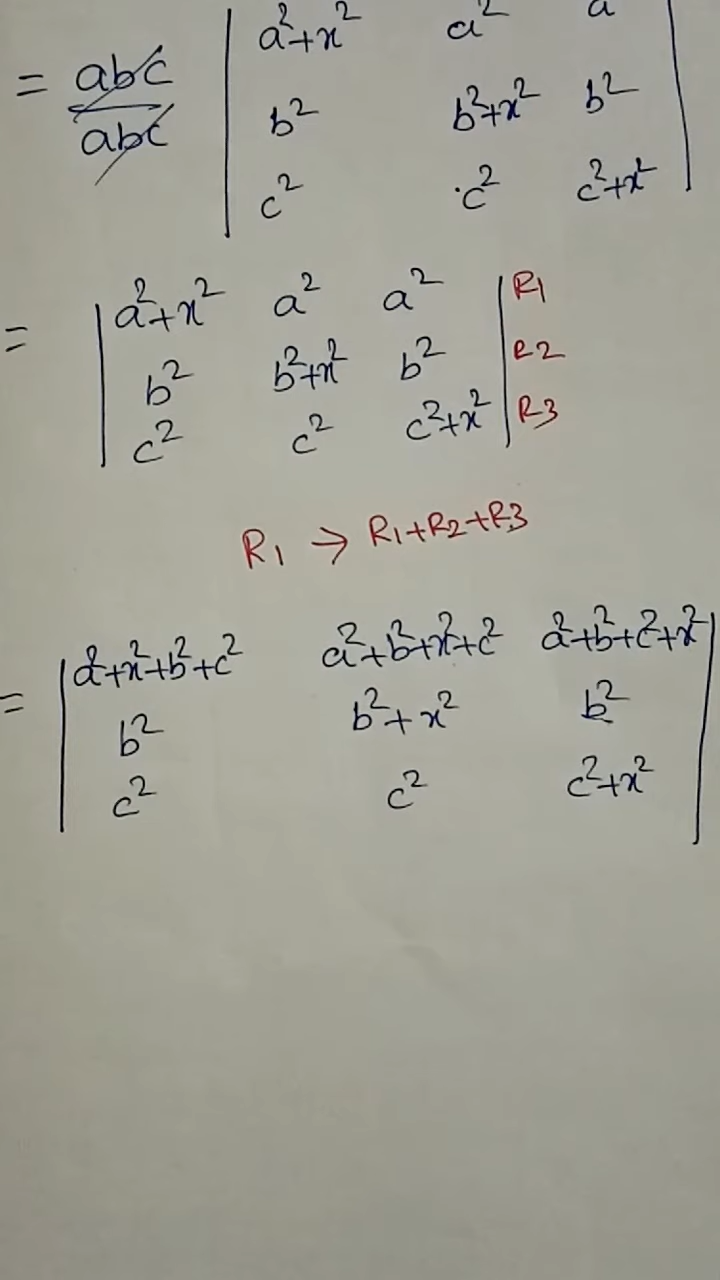 a²+x² a² a
= abc/abc b² b²+x² b²
c² c² c²+x²
= a²+x² a² a² R1
b² b²+x² b² R2
c² c² c²+x² R3
R1 → R1+R2+R3
= a²+x²+b²+c² a²+b²+x²+c² a²+b²+c²+x²
b² b²+x² b²
c² c² c²+x²